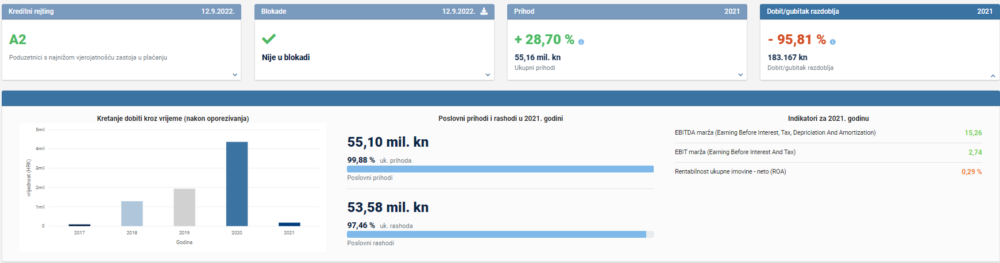 Kreditni rejting 12.9.2022.
A2
Poduzetnici s najnižom vjerojatnošću zastoja u plaćanju
Blokade 12.9.2022.
Nije u blokadi
Prihod 2021
+ 28,70 %
55,16 mil. kn
Ukupni prihodi
Dobit/gubitak razdoblja 2021
- 95,81 %
183.167 kn
Dobit/gubitak razdoblja
Kretanje dobiti kroz vrijeme (nakon oporezivanja)
vrijednost (HRK)
5mil
4mil
3mil
2mil
1mil
0
2017 2018 2019 2020 2021
Godina
Poslovni prihodi i rashodi u 2021. godini
55,10 mil. kn
99,88 % uk. prihoda
Poslovni prihodi
53,58 mil. kn
97,46 % uk. rashoda
Poslovni rashodi
Indikatori za 2021. godinu
EBITDA marža (Earning Before Interest, Tax, Depriciation And Amortization) 15,26
EBIT marža (Earning Before Interest And Tax) 2,74
Rentabilnost ukupne imovine - neto (ROA) 0,29 %